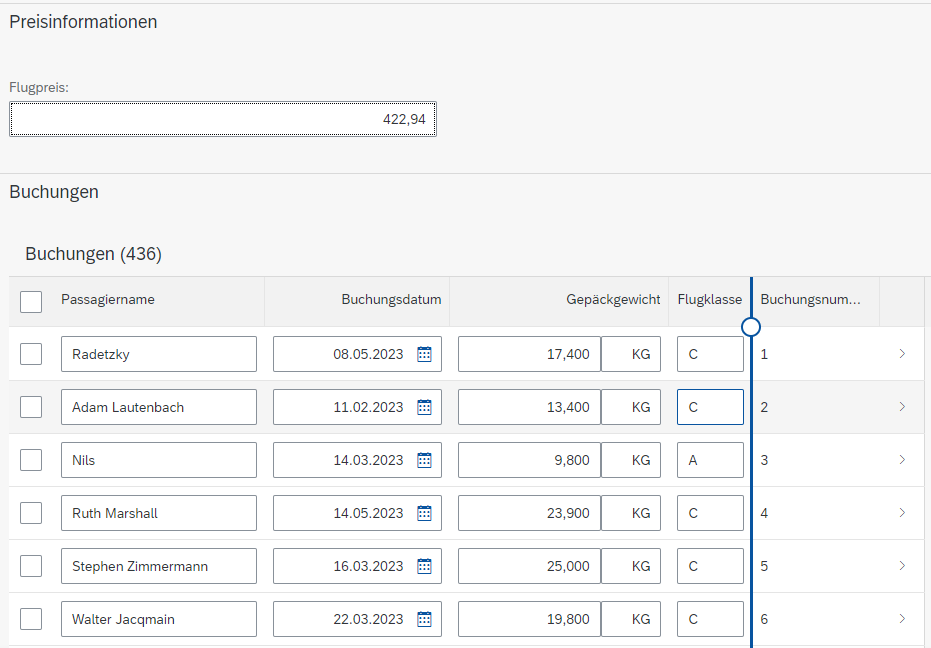 Preisinformationen
Flugpreis:
422,94
Buchungen
Buchungen (436)
Passagiername Buchungsdatum Gepäckgewicht Flugklasse Buchungsnum...
Radetzky 08.05.2023 17,400 KG C 1
Adam Lautenbach 11.02.2023 13,400 KG C 2
Nils 14.03.2023 9,800 KG A 3
Ruth Marshall 14.05.2023 23,900 KG C 4
Stephen Zimmermann 16.03.2023 25,000 KG C 5
Walter Jacqmain 22.03.2023 19,800 KG C 6